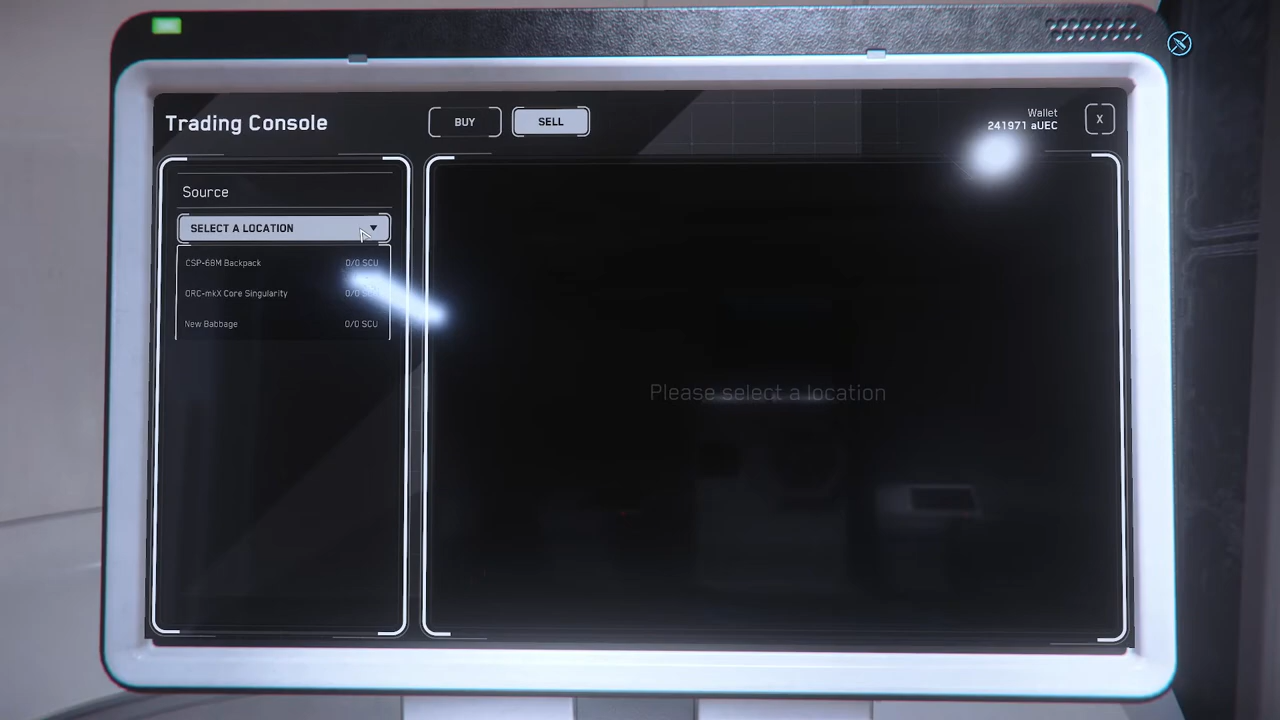 Trading Console
BUY
SELL
Wallet
241971 aUEC
X
Source
SELECT A LOCATION
CSP-68M Backpack 0/0 SCU
ORC-mkX Core Singularity 0/0
New Babbage 0/0 SCU
Please select a location